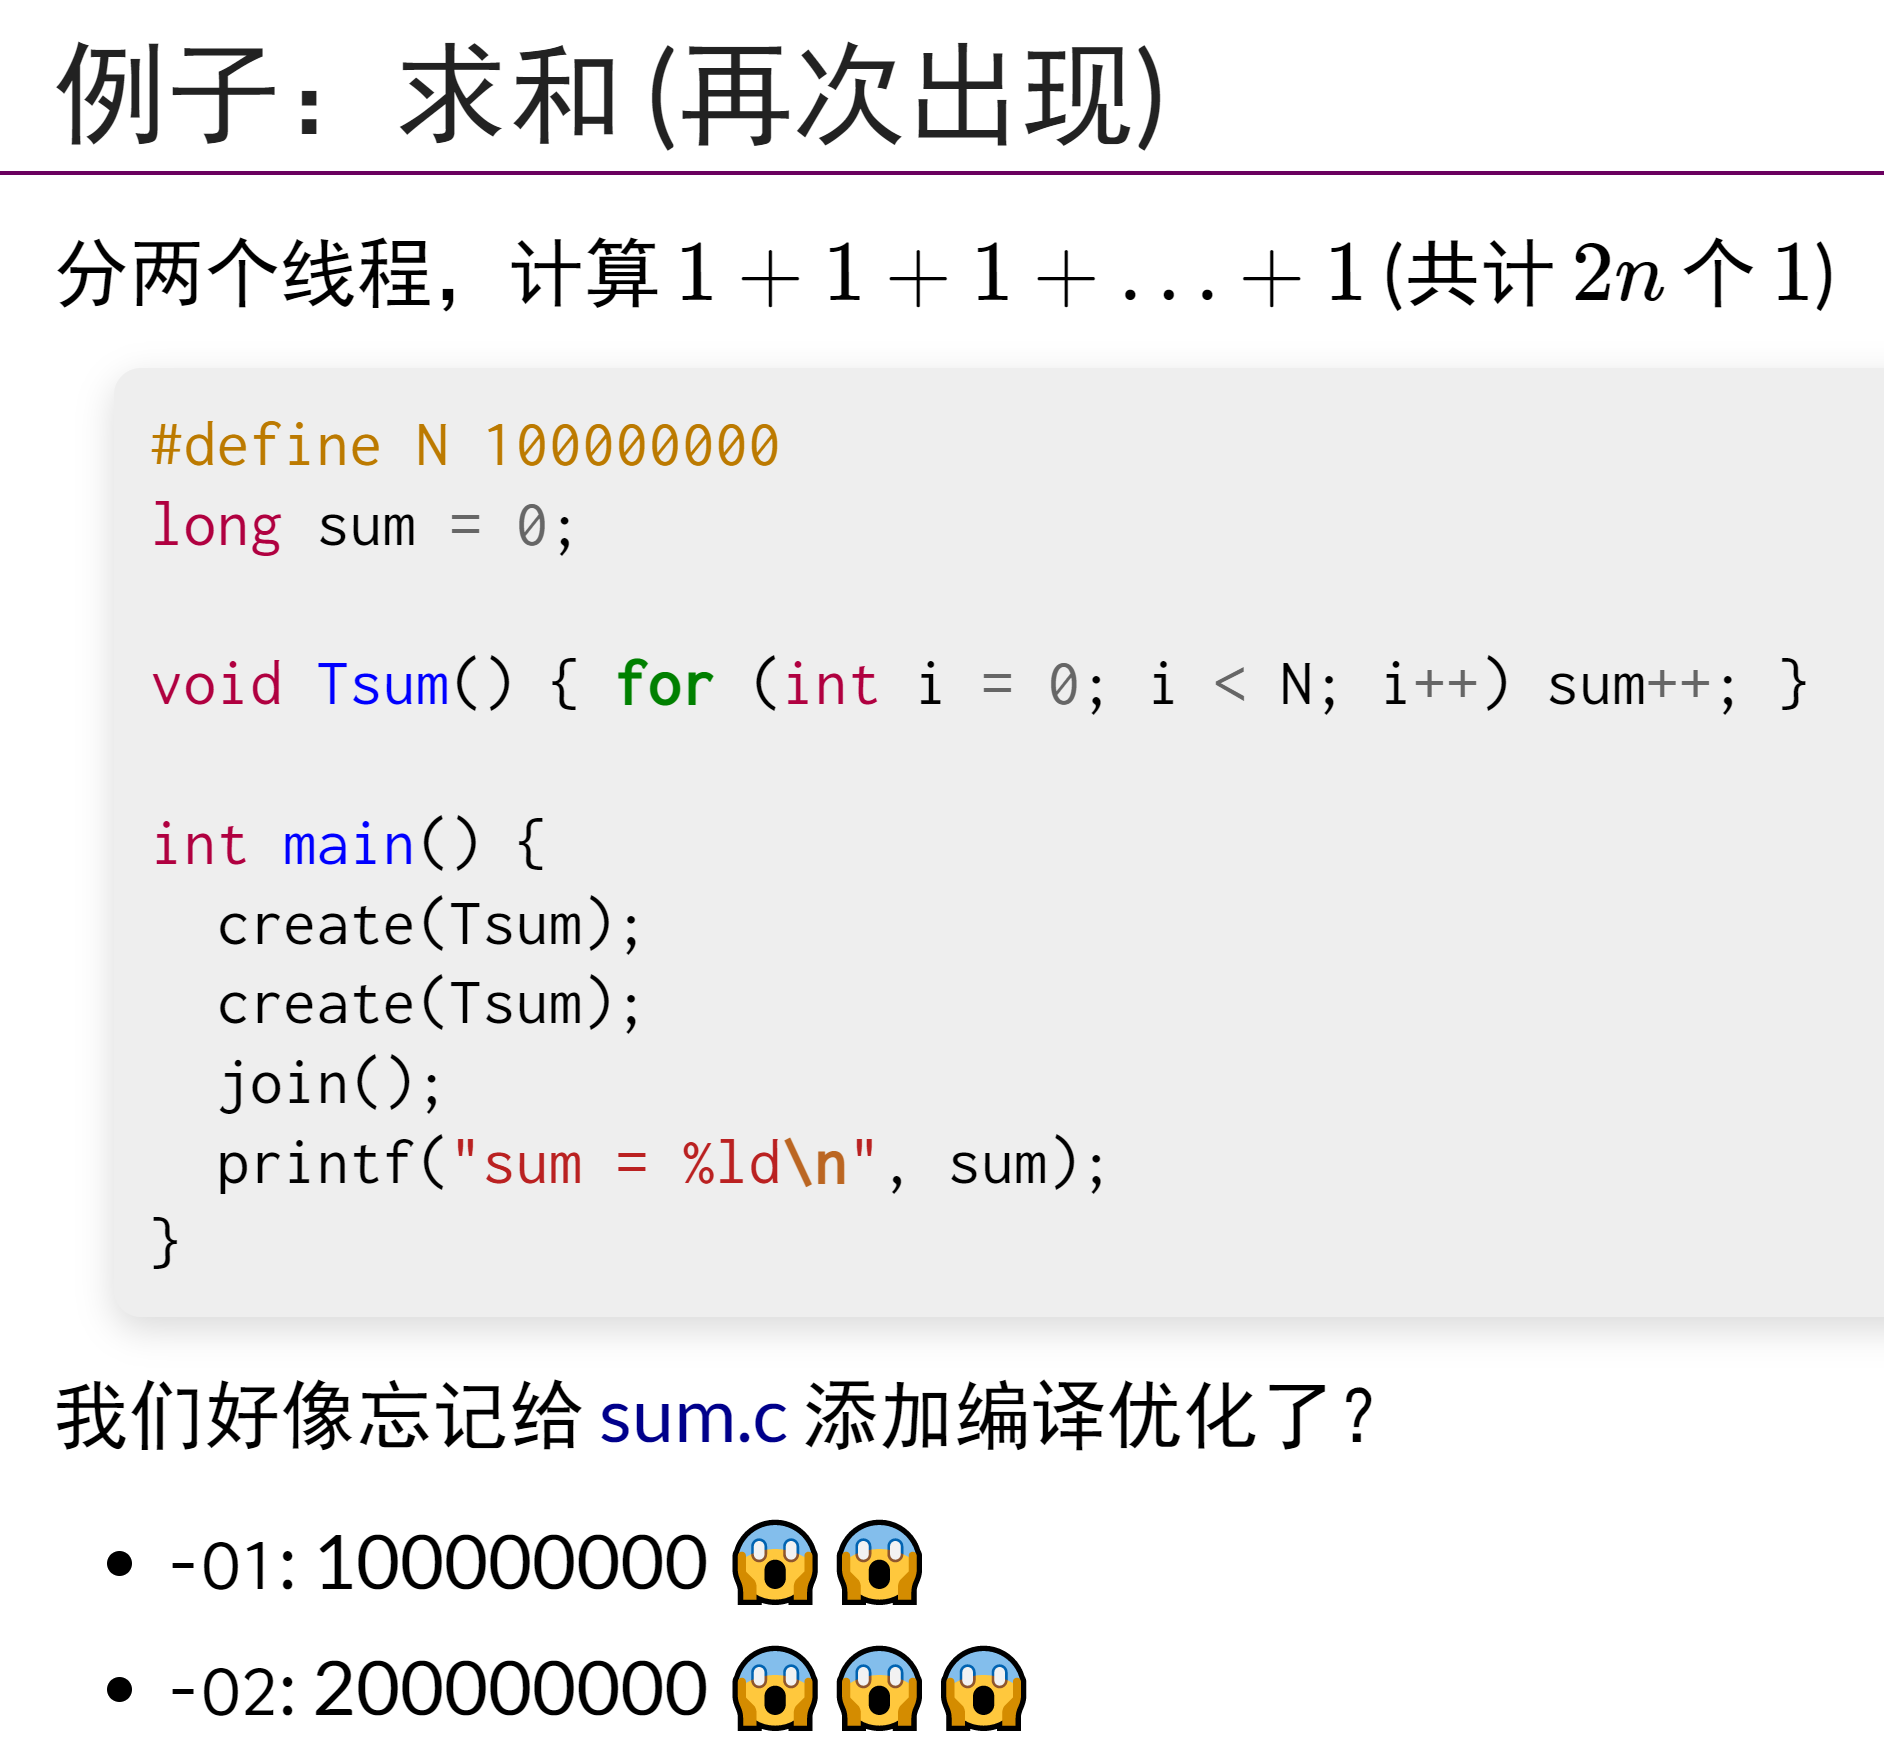 例子：求和 (再次出现)
分两个线程，计算 1 + 1 + 1 + … + 1 (共计 2n 个 1)
#define N 100000000
long sum = 0;
void Tsum() { for (int i = 0; i < N; i++) sum++; }
int main() {
  create(Tsum);
  create(Tsum);
  join();
  printf("sum = %ld\n", sum);
}
我们好像忘记给 sum.c 添加编译优化了？
• -O1: 100000000 😱😱
• -O2: 200000000 😱😱😱